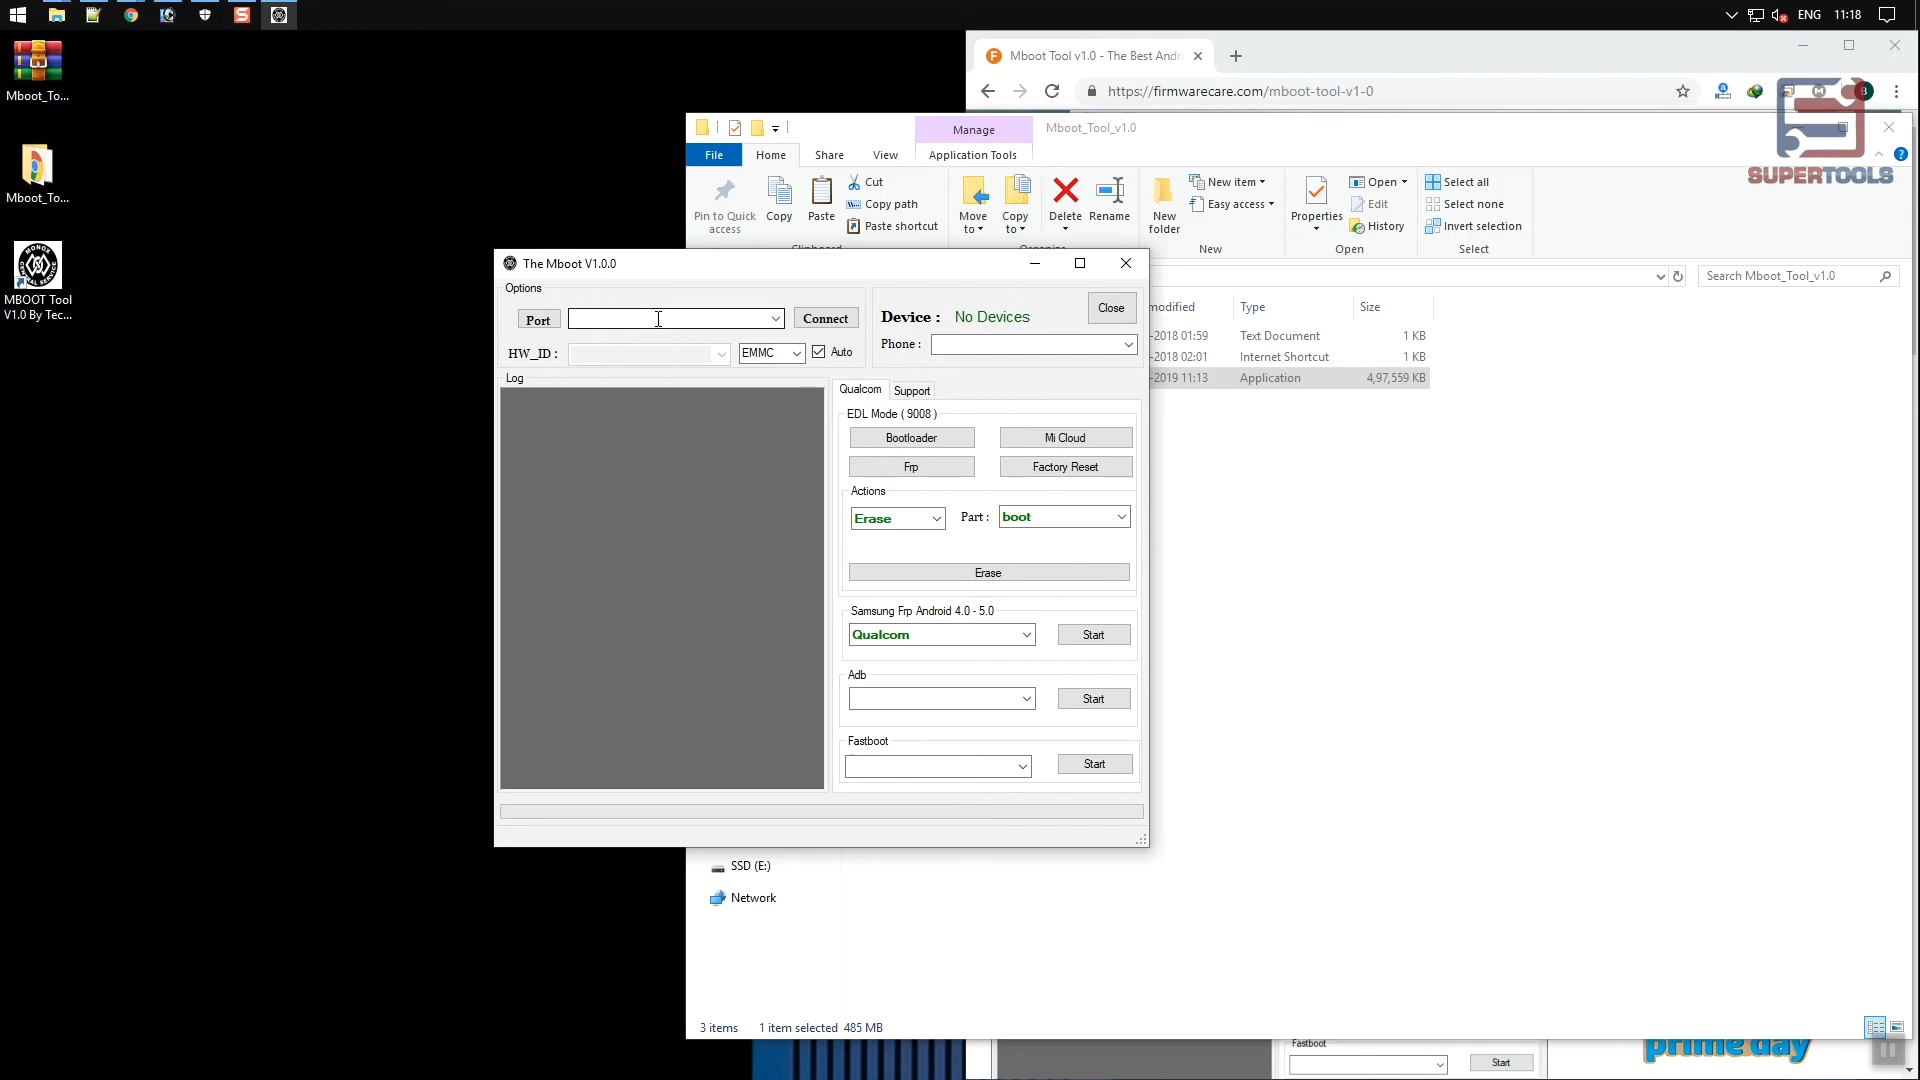 ENG
11:18
Mboot_To...
Mboot_To...
MONOX
CENTRAL SERVICE
MBOOT Tool
V1.0 By Tec...
Mboot Tool v1.0 - The Best Andr
https://firmwarecare.com/mboot-tool-v1-0
SUPERTOOLS
Manage
Mboot_Tool_v1.0
File
Home
Share
View
Application Tools
Pin to Quick
access
Copy
Paste
Cut
Copy path
Paste shortcut
Move
to
Copy
to
Delete
Rename
New
folder
New item
Easy access
Properties
Open
Edit
History
Select all
Select none
Invert selection
New
Open
Select
Search Mboot_Tool_v1.0
Type
Size
-2018 01:59
Text Document
1 KB
-2018 02:01
Internet Shortcut
1 KB
-2019 11:13
Application
4,97,559 KB
The Mboot V1.0.0
Options
Port
Connect
HW_ID :
EMMC
Auto
Device :
No Devices
Close
Phone :
Log
Qualcom
Support
EDL Mode ( 9008 )
Bootloader
Mi Cloud
Frp
Factory Reset
Actions
Erase
Part :
boot
Erase
Samsung Frp Android 4.0 - 5.0
Qualcom
Start
Adb
Start
Fastboot
Start
SSD (E:)
Network
3 items
1 item selected 485 MB
Fastboot
Start
prime day